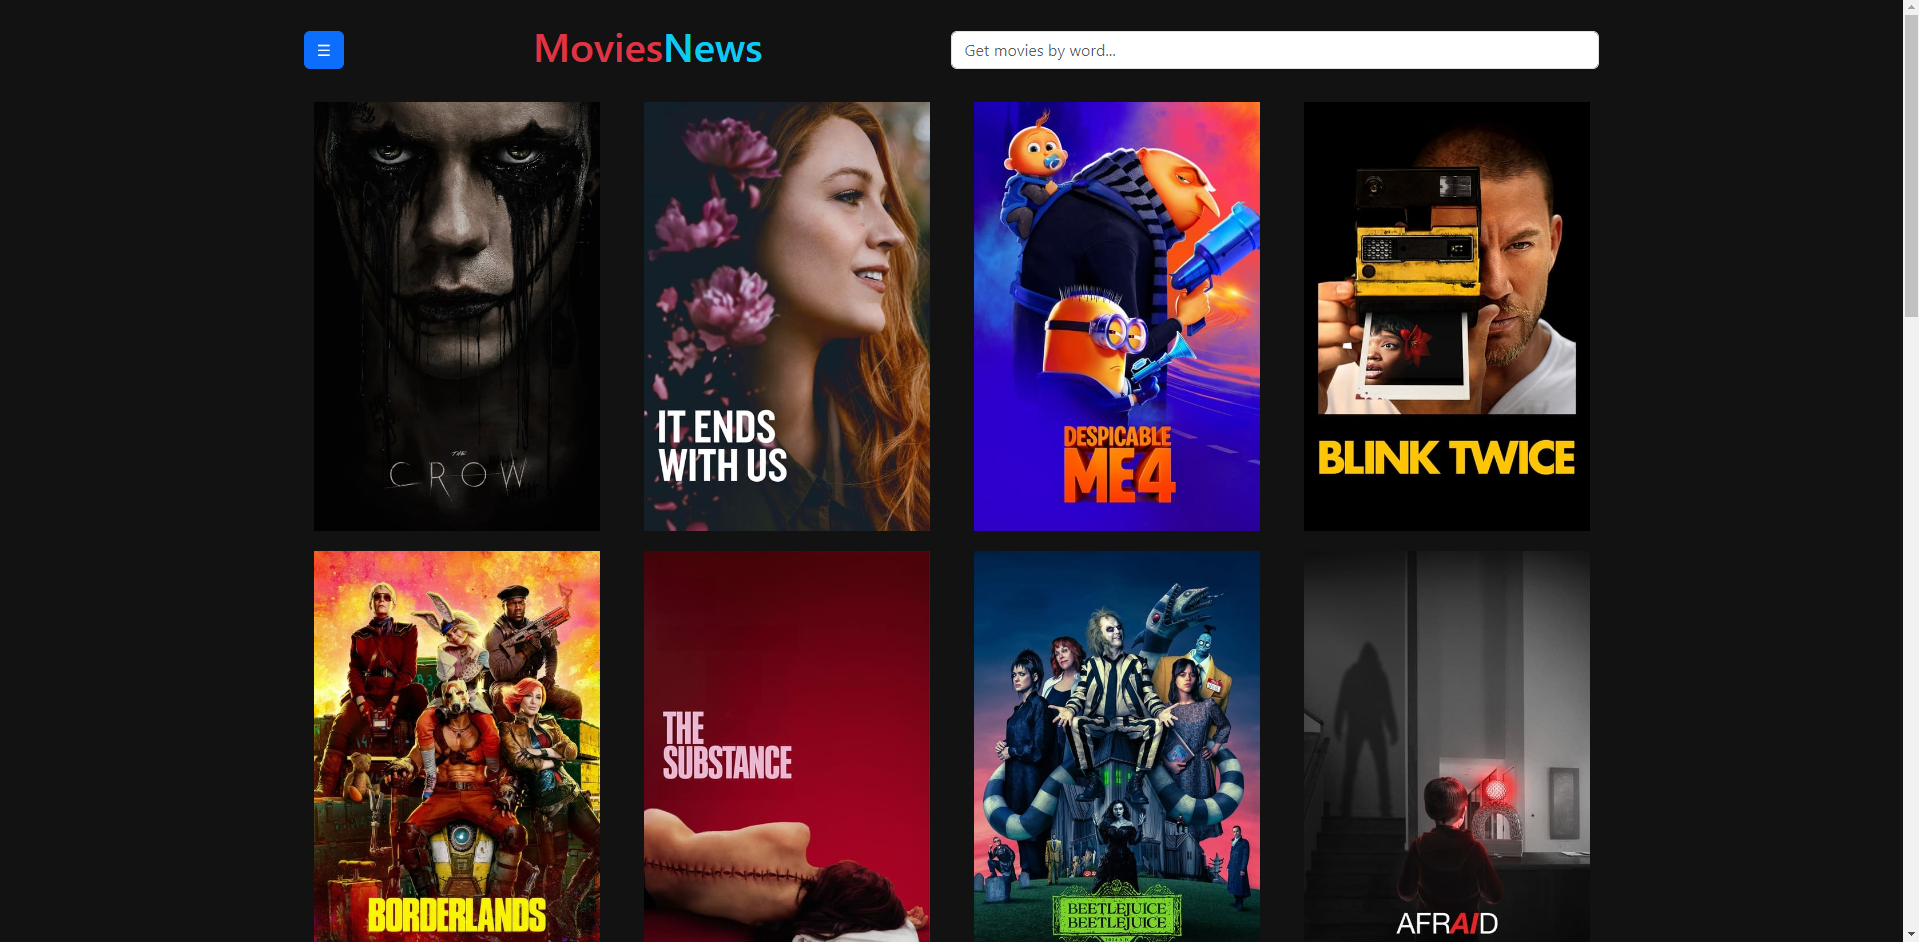 ☰
MoviesNews
Get movies by word...
THE
CROW
IT ENDS
WITH US
DESPICABLE
ME4
BLINK TWICE
BORDERLANDS
THE
SUBSTANCE
BEETLEJUICE
BEETLEJUICE
AFRAID